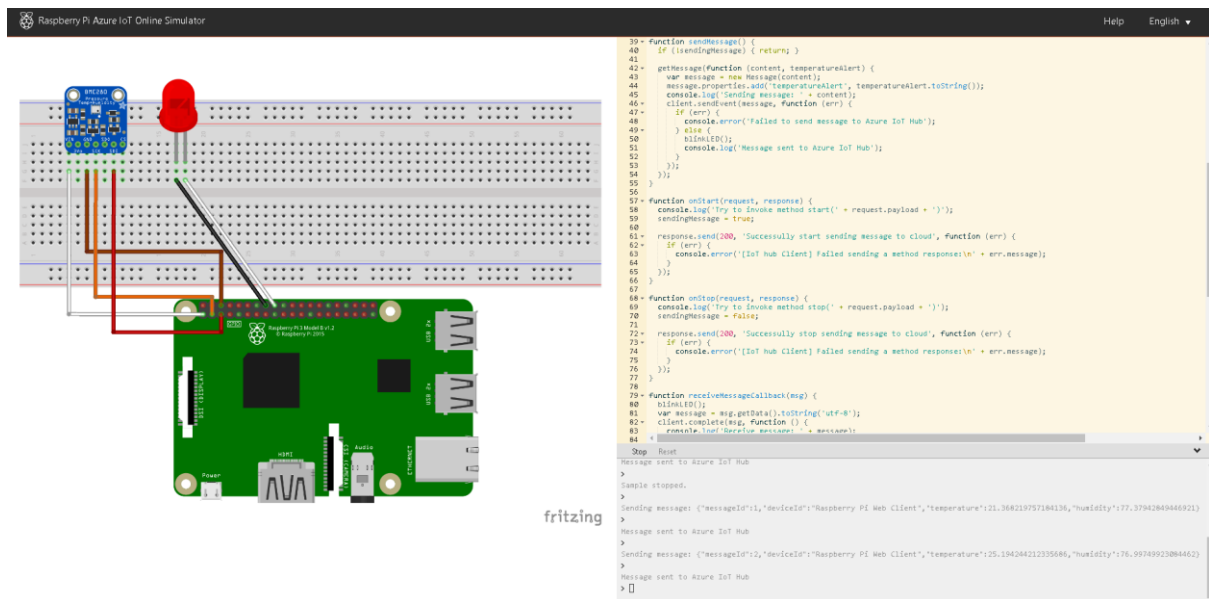 Raspberry Pi Azure IoT Online Simulator
Help English
BME280
Pressure
Temp+Humidity
Raspberry Pi 3 Model B v1.2
© Raspberry Pi 2015
GPIO
DSI (DISPLAY)
USB 2x
USB 2x
Power
HDMI
CSI (CAMERA)
Audio
ETHERNET
fritzing
39 function sendMessage() {
40 if (!sendingMessage) { return; }
41
42 getMessage(function (content, temperatureAlert) {
43 var message = new Message(content);
44 message.properties.add('temperatureAlert', temperatureAlert.toString());
45 console.log('Sending message: ' + content);
46 client.sendEvent(message, function (err) {
47 if (err) {
48 console.error('Failed to send message to Azure IoT Hub');
49 } else {
50 blinkLED();
51 console.log('Message sent to Azure IoT Hub');
52 }
53 });
54 });
55 }
56
57 function onStart(request, response) {
58 console.log('Try to invoke method start(' + request.payload + ')');
59 sendingMessage = true;
60
61 response.send(200, 'Successfully start sending message to cloud', function (err) {
62 if (err) {
63 console.error('[IoT hub Client] Failed sending a method response:\n' + err.message);
64 }
65 });
66 }
67
68 function onStop(request, response) {
69 console.log('Try to invoke method stop(' + request.payload + ')');
70 sendingMessage = false;
71
72 response.send(200, 'Successfully stop sending message to cloud', function (err) {
73 if (err) {
74 console.error('[IoT hub Client] Failed sending a method response:\n' + err.message);
75 }
76 });
77 }
78
79 function receiveMessageCallback(msg) {
80 blinkLED();
81 var message = msg.getData().toString('utf-8');
82 client.complete(msg, function () {
83 console.log('Receive message: ' + message);
84
Stop Reset
Message sent to Azure IoT Hub
>
Sample stopped.
>
Sending message: {"messageId":1,"deviceId":"Raspberry Pi Web Client","temperature":21.360219757104136,"humidity":77.37942049446921}
>
Message sent to Azure IoT Hub
>
Sending message: {"messageId":2,"deviceId":"Raspberry Pi Web Client","temperature":25.194244212335606,"humidity":76.99749923084462}
>
Message sent to Azure IoT Hub
>